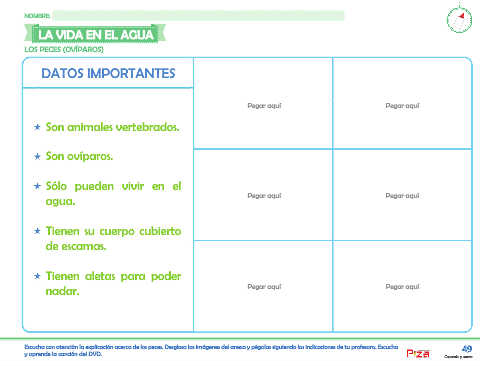 NOMBRE:
LA VIDA EN EL AGUA
LOS PECES (OVÍPAROS)
DATOS IMPORTANTES
Son animales vertebrados.
Son ovíparos.
Sólo pueden vivir en el
agua.
Tienen su cuerpo cubierto
de escamas.
Tienen aletas para poder
nadar.
Pegar aquí
Pegar aquí
Pegar aquí
Pegar aquí
Pegar aquí
Pegar aquí
Escucha con atención la explicación acerca de los peces. Desglosa las imágenes del anexo y pégalas siguiendo las indicaciones de tu profesora. Escucha
y aprende la canción del DVD.
49